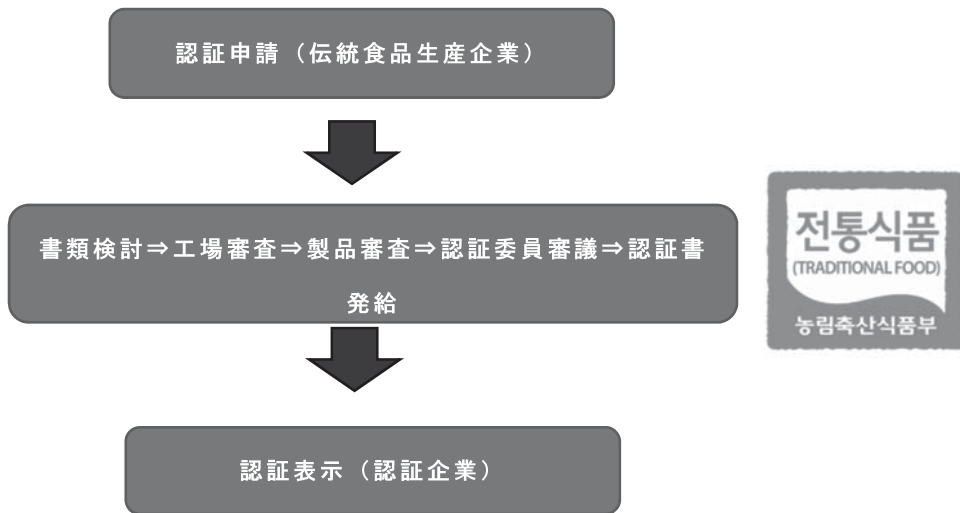 認証申請（伝統食品生産企業）
書類検討⇒工場審査⇒製品審査⇒認証委員審議⇒認証書
発給
전통식품
(TRADITIONAL FOOD)
농림축산식품부
認証表示（認証企業）